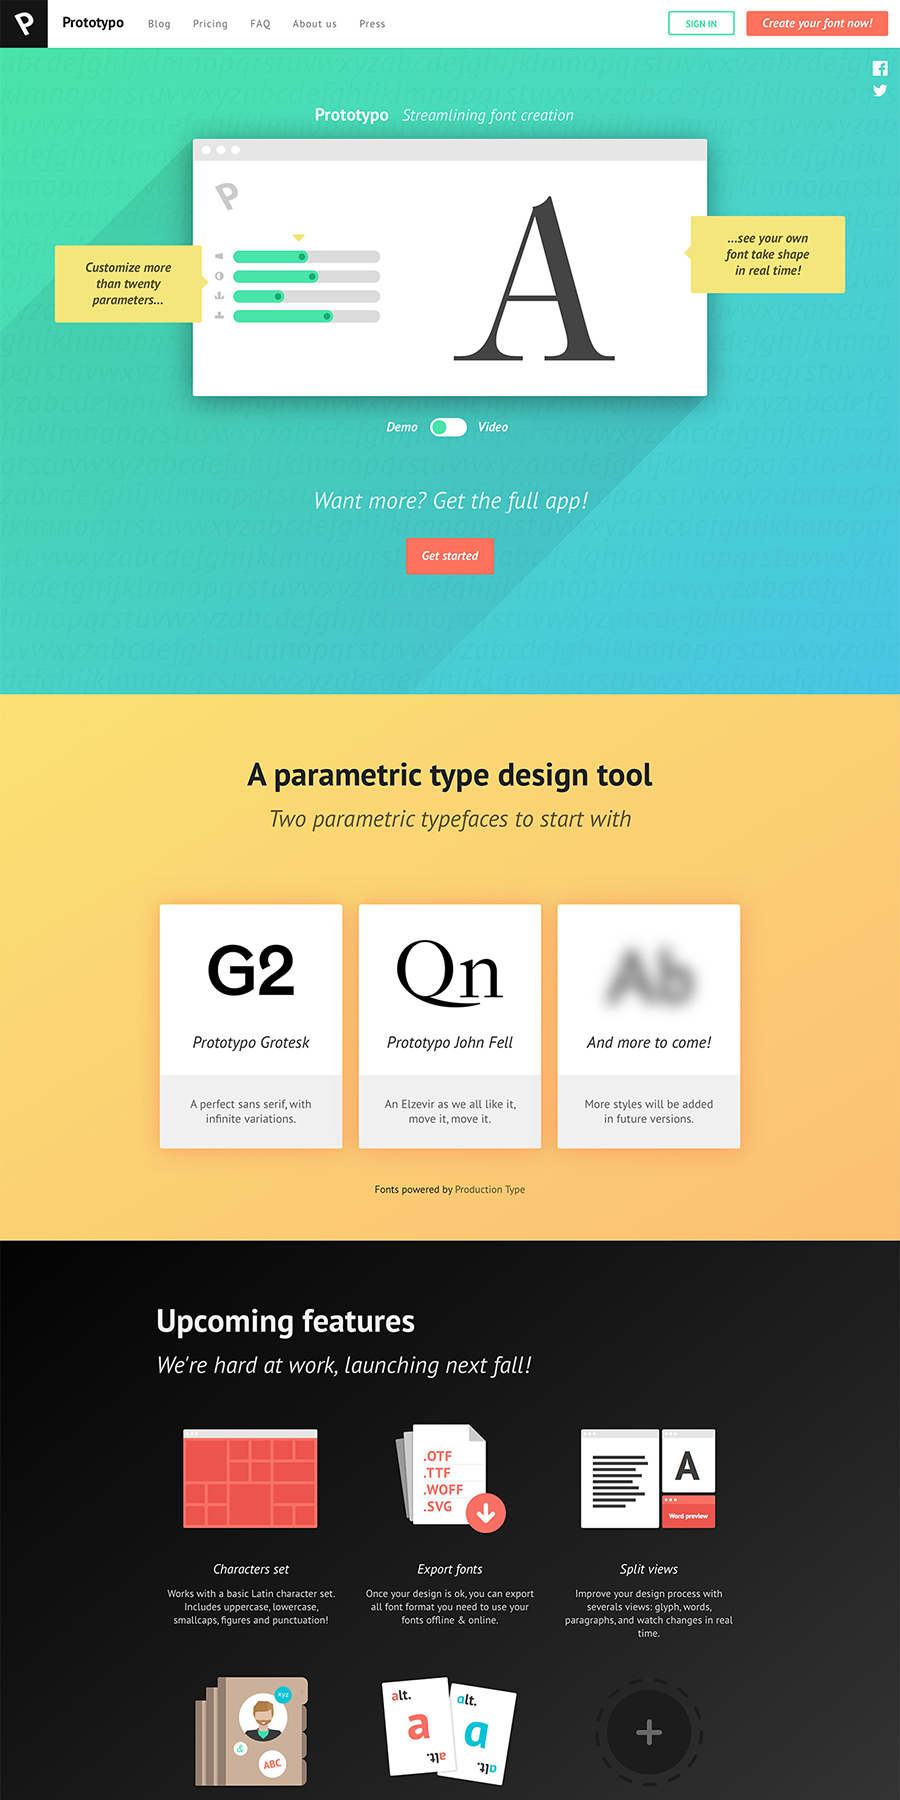 P
Prototypo
Blog
Pricing
FAQ
About us
Press
SIGN IN
Create your font now!
Prototypo Streamlining font creation
P
A
Customize more
than twenty
parameters...
...see your own
font take shape
in real time!
Demo
Video
Want more? Get the full app!
Get started
A parametric type design tool
Two parametric typefaces to start with
G2
Prototypo Grotesk
A perfect sans serif, with
infinite variations.
Qn
Prototypo John Fell
An Elzevir as we all like it,
move it, move it.
Ab
And more to come!
More styles will be added
in future versions.
Fonts powered by Production Type
Upcoming features
We're hard at work, launching next fall!
Characters set
Works with a basic Latin character set.
Includes uppercase, lowercase,
smallcaps, figures and punctuation!
.OTF
.TTF
.WOFF
.SVG
Export fonts
Once your design is ok, you can export
all font format you need to use your
fonts offline & online.
A
Word preview
Split views
Improve your design process with
severals views: glyph, words,
paragraphs, and watch changes in real
time.
xyz
&
ABC
alt.
a
alt.
alt.
a
alt.